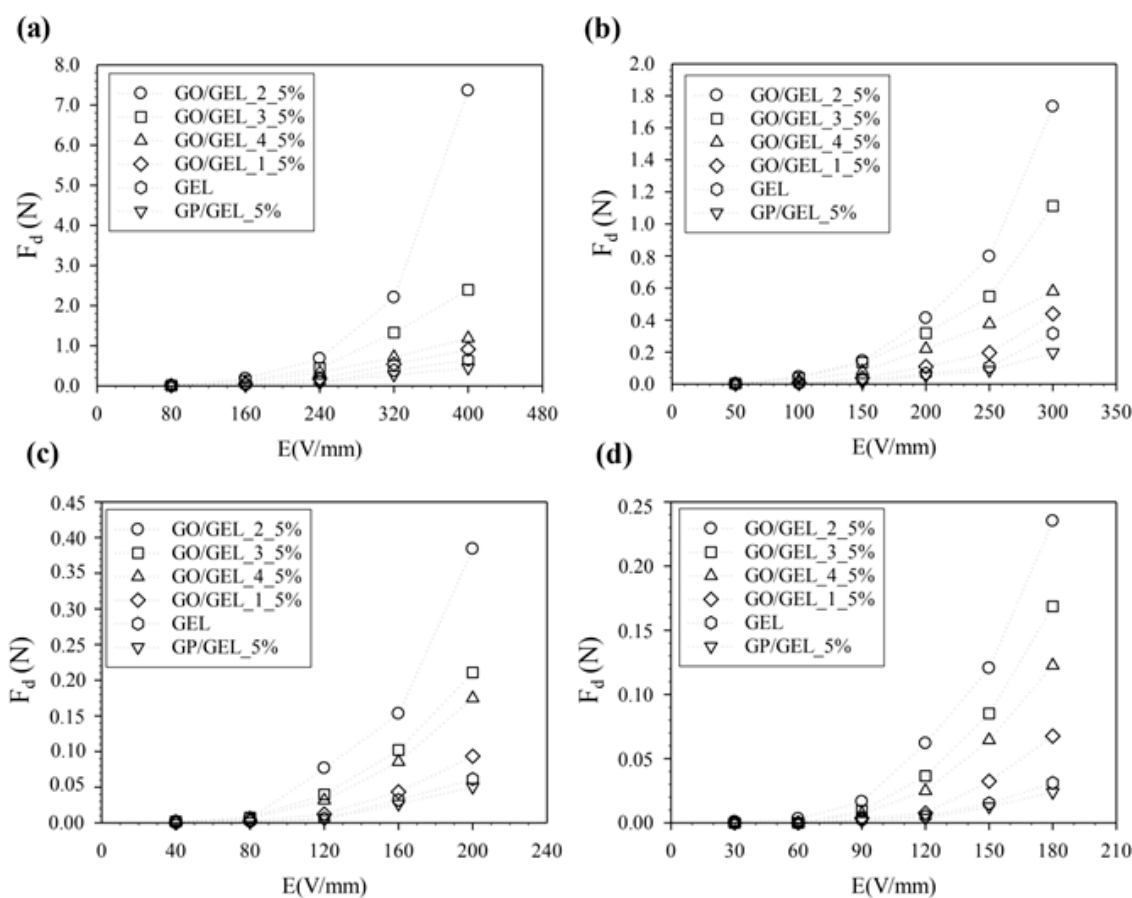 (a)
8.0
7.0
6.0
5.0
4.0
3.0
2.0
1.0
0.0
F_d (N)
GO/GEL_2_5%
GO/GEL_3_5%
GO/GEL_4_5%
GO/GEL_1_5%
GEL
GP/GEL_5%
0 80 160 240 320 400 480
E(V/mm)
(b)
2.0
1.8
1.6
1.4
1.2
1.0
0.8
0.6
0.4
0.2
0.0
F_d (N)
GO/GEL_2_5%
GO/GEL_3_5%
GO/GEL_4_5%
GO/GEL_1_5%
GEL
GP/GEL_5%
0 50 100 150 200 250 300 350
E(V/mm)
(c)
0.45
0.40
0.35
0.30
0.25
0.20
0.15
0.10
0.05
0.00
F_d (N)
GO/GEL_2_5%
GO/GEL_3_5%
GO/GEL_4_5%
GO/GEL_1_5%
GEL
GP/GEL_5%
0 40 80 120 160 200 240
E(V/mm)
(d)
0.25
0.20
0.15
0.10
0.05
0.00
F_d (N)
GO/GEL_2_5%
GO/GEL_3_5%
GO/GEL_4_5%
GO/GEL_1_5%
GEL
GP/GEL_5%
0 30 60 90 120 150 180 210
E(V/mm)